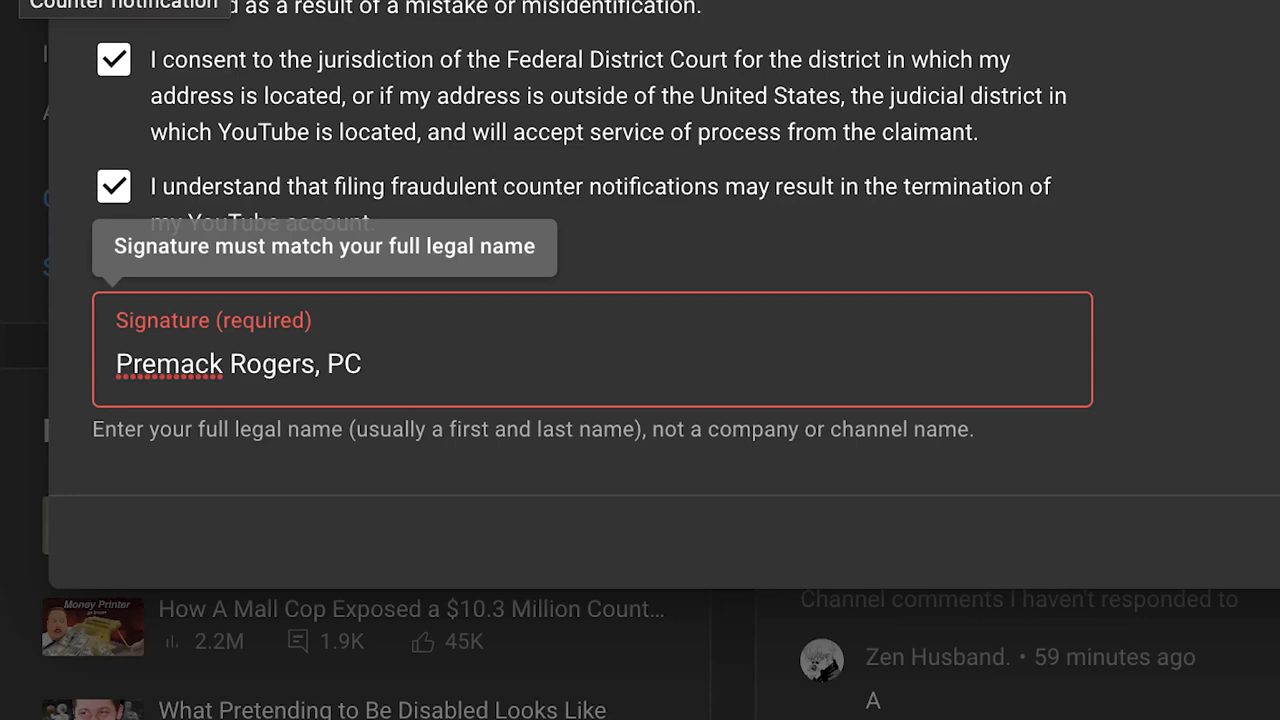 Counter notification
d as a result of a mistake or misidentification.
I consent to the jurisdiction of the Federal District Court for the district in which my
address is located, or if my address is outside of the United States, the judicial district in
which YouTube is located, and will accept service of process from the claimant.
I understand that filing fraudulent counter notifications may result in the termination of
my YouTube account.
Signature must match your full legal name
Signature (required)
Premack Rogers, PC
Enter your full legal name (usually a first and last name), not a company or channel name.
Money Printer
How A Mall Cop Exposed a $10.3 Million Count...
2.2M 1.9K 45K
What Pretending to Be Disabled Looks Like
Channel comments I haven't responded to
Zen Husband. • 59 minutes ago
A